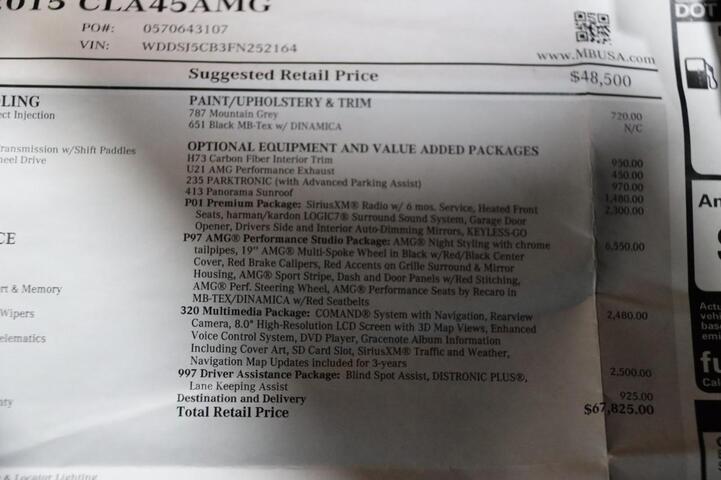 2015 CLA45AMG
PO#: 0570643107
VIN: WDDSJ5CB3FN252164
www.MBUSA.com
DOT
Suggested Retail Price $48,500
LING
ect Injection
ransmission w/Shift Paddles
heel Drive
CE
rt & Memory
Wipers
elematics
nty
& Locator Lighting
PAINT/UPHOLSTERY & TRIM
787 Mountain Grey 720.00
651 Black MB-Tex w/ DINAMICA N/C
OPTIONAL EQUIPMENT AND VALUE ADDED PACKAGES
H73 Carbon Fiber Interior Trim 950.00
U21 AMG Performance Exhaust 450.00
235 PARKTRONIC (with Advanced Parking Assist) 970.00
413 Panorama Sunroof 1,480.00
P01 Premium Package: SiriusXM® Radio w/ 6 mos. Service, Heated Front 2,300.00
Seats, harman/kardon LOGIC7® Surround Sound System, Garage Door
Opener, Drivers Side and Interior Auto-Dimming Mirrors, KEYLESS-GO
P97 AMG® Performance Studio Package: AMG® Night Styling with chrome 6,550.00
tailpipes, 19" AMG® Multi-Spoke Wheel in Black w/Red/Black Center
Cover, Red Brake Calipers, Red Accents on Grille Surround & Mirror
Housing, AMG® Sport Stripe, Dash and Door Panels w/Red Stitching,
AMG® Perf. Steering Wheel, AMG® Performance Seats by Recaro in
MB-TEX/DINAMICA w/Red Seatbelts
320 Multimedia Package: COMAND® System with Navigation, Rearview 2,480.00
Camera, 8.0" High-Resolution LCD Screen with 3D Map Views, Enhanced
Voice Control System, DVD Player, Gracenote Album Information
Including Cover Art, SD Card Slot, SiriusXM® Traffic and Weather,
Navigation Map Updates included for 3-years
997 Driver Assistance Package: Blind Spot Assist, DISTRONIC PLUS®, 2,500.00
Lane Keeping Assist
Destination and Delivery 925.00
Total Retail Price $67,825.00
An
Actu
vehi
base
emi
fu
Cal